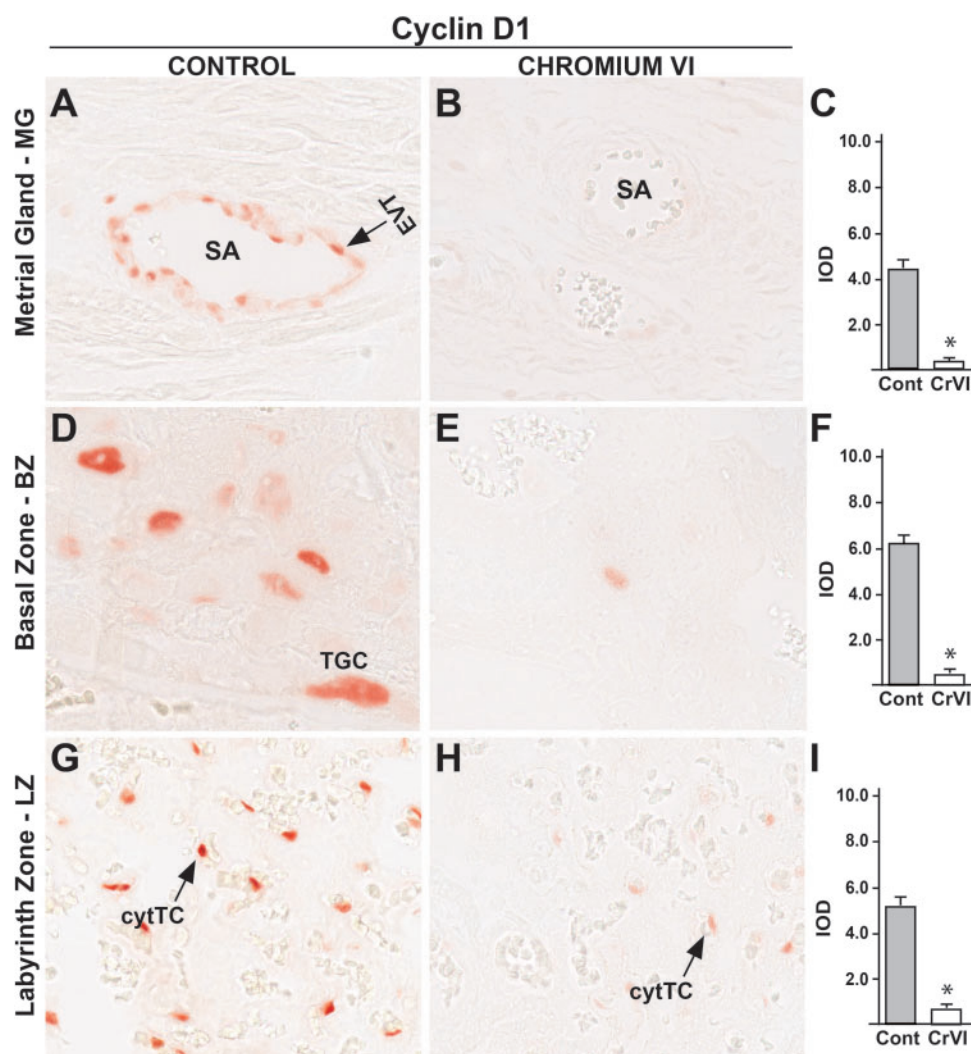 Cyclin D1
CONTROL
CHROMIUM VI
Metrial Gland - MG
A
SA
EVT
B
SA
C
10.0
8.0
6.0
4.0
2.0
IOD
*
Cont CrVI
Basal Zone - BZ
D
TGC
E
F
10.0
8.0
6.0
4.0
2.0
IOD
*
Cont CrVI
Labyrinth Zone - LZ
G
cytTC
H
cytTC
I
10.0
8.0
6.0
4.0
2.0
IOD
*
Cont CrVI